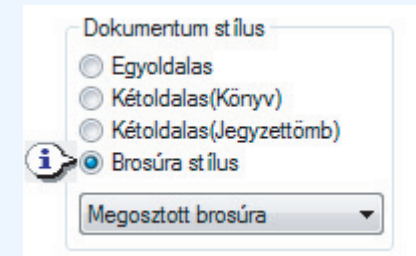 Dokumentum stílus
Egyoldalas
Kétoldalas(Könyv)
Kétoldalas(Jegyzettömb)
Brosúra stílus
Megosztott brosúra